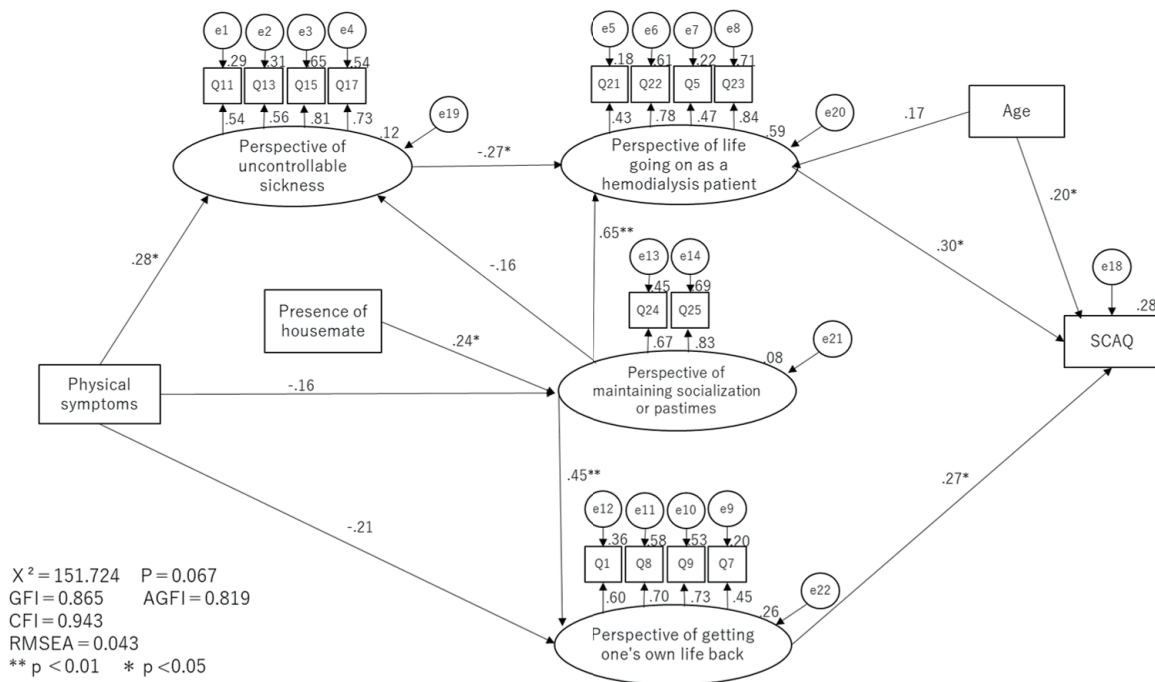 e1 e2 e3 e4
.29 .31 .65 .54
Q11 Q13 Q15 Q17
.54 .56 .81 .73
e19
.12
Perspective of
uncontrollable
sickness
e5 e6 e7 e8
.18 .61 .22 .71
Q21 Q22 Q5 Q23
.43 .78 .47 .84
e20
.59
Perspective of life
going on as a
hemodialysis patient
Age
.17
-.27*
.20*
.65**
.30*
.28*
-.16
e13 e14
.45 .69
Q24 Q25
.67 .83
e18
.28
SCAQ
Presence of
housemate
.24*
e21
.08
Perspective of
maintaining socialization
or pastimes
Physical
symptoms
-.16
.45**
.27*
-.21
e12 e11 e10 e9
.36 .58 .53 .20
Q1 Q8 Q9 Q7
.60 .70 .73 .45
e22
.26
Perspective of getting
one's own life back
X²=151.724 P=0.067
GFI=0.865 AGFI=0.819
CFI=0.943
RMSEA=0.043
** p <0.01 * p<0.05